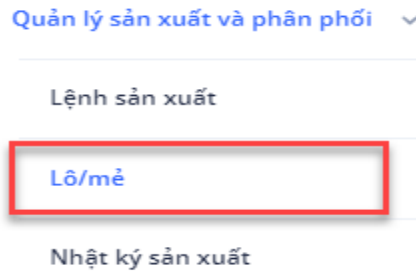 Quản lý sản xuất và phân phối
Lệnh sản xuất
Lô/mẻ
Nhật ký sản xuất